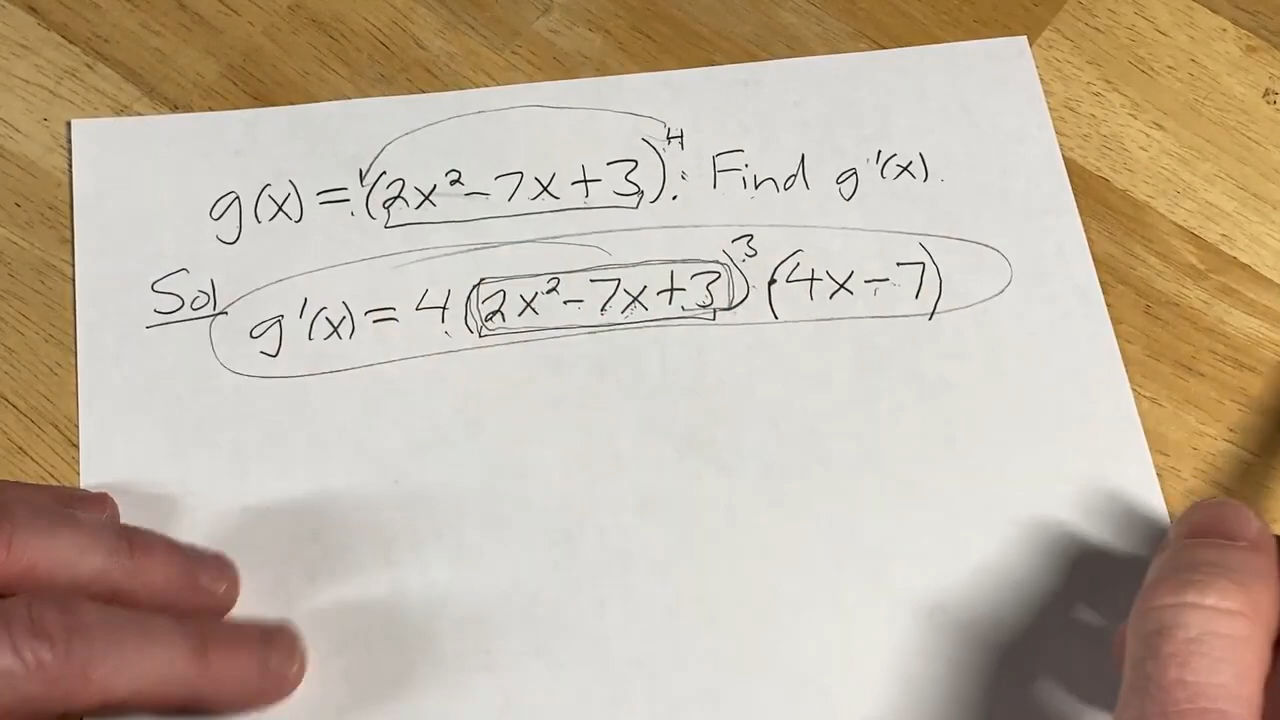 g(x) = (2x²-7x+3)⁴. Find g'(x).
Sol g'(x) = 4(2x²-7x+3)³·(4x-7)